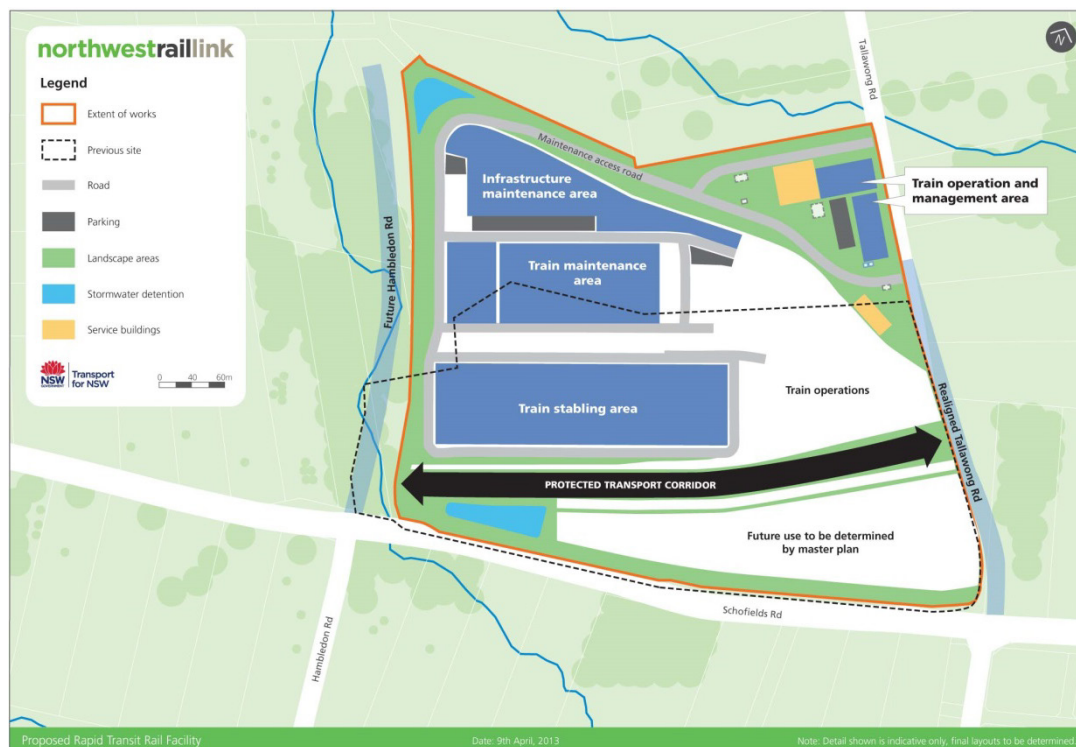 northwestraillink
Legend
Extent of works
Previous site
Road
Parking
Landscape areas
Stormwater detention
Service buildings
NSW
GOVERNMENT
Transport
for NSW
0 40 60m
N
Tallawong Rd
Maintenance access road
Infrastructure
maintenance area
Train operation and
management area
Future Hambledon Rd
Train maintenance
area
Train operations
Train stabling area
Realigned Tallawong Rd
PROTECTED TRANSPORT CORRIDOR
Future use to be determined
by master plan
Schofields Rd
Hambledon Rd
Proposed Rapid Transit Rail Facility
Date: 9th April, 2013
Note: Detail shown is indicative only, final layouts to be determined.